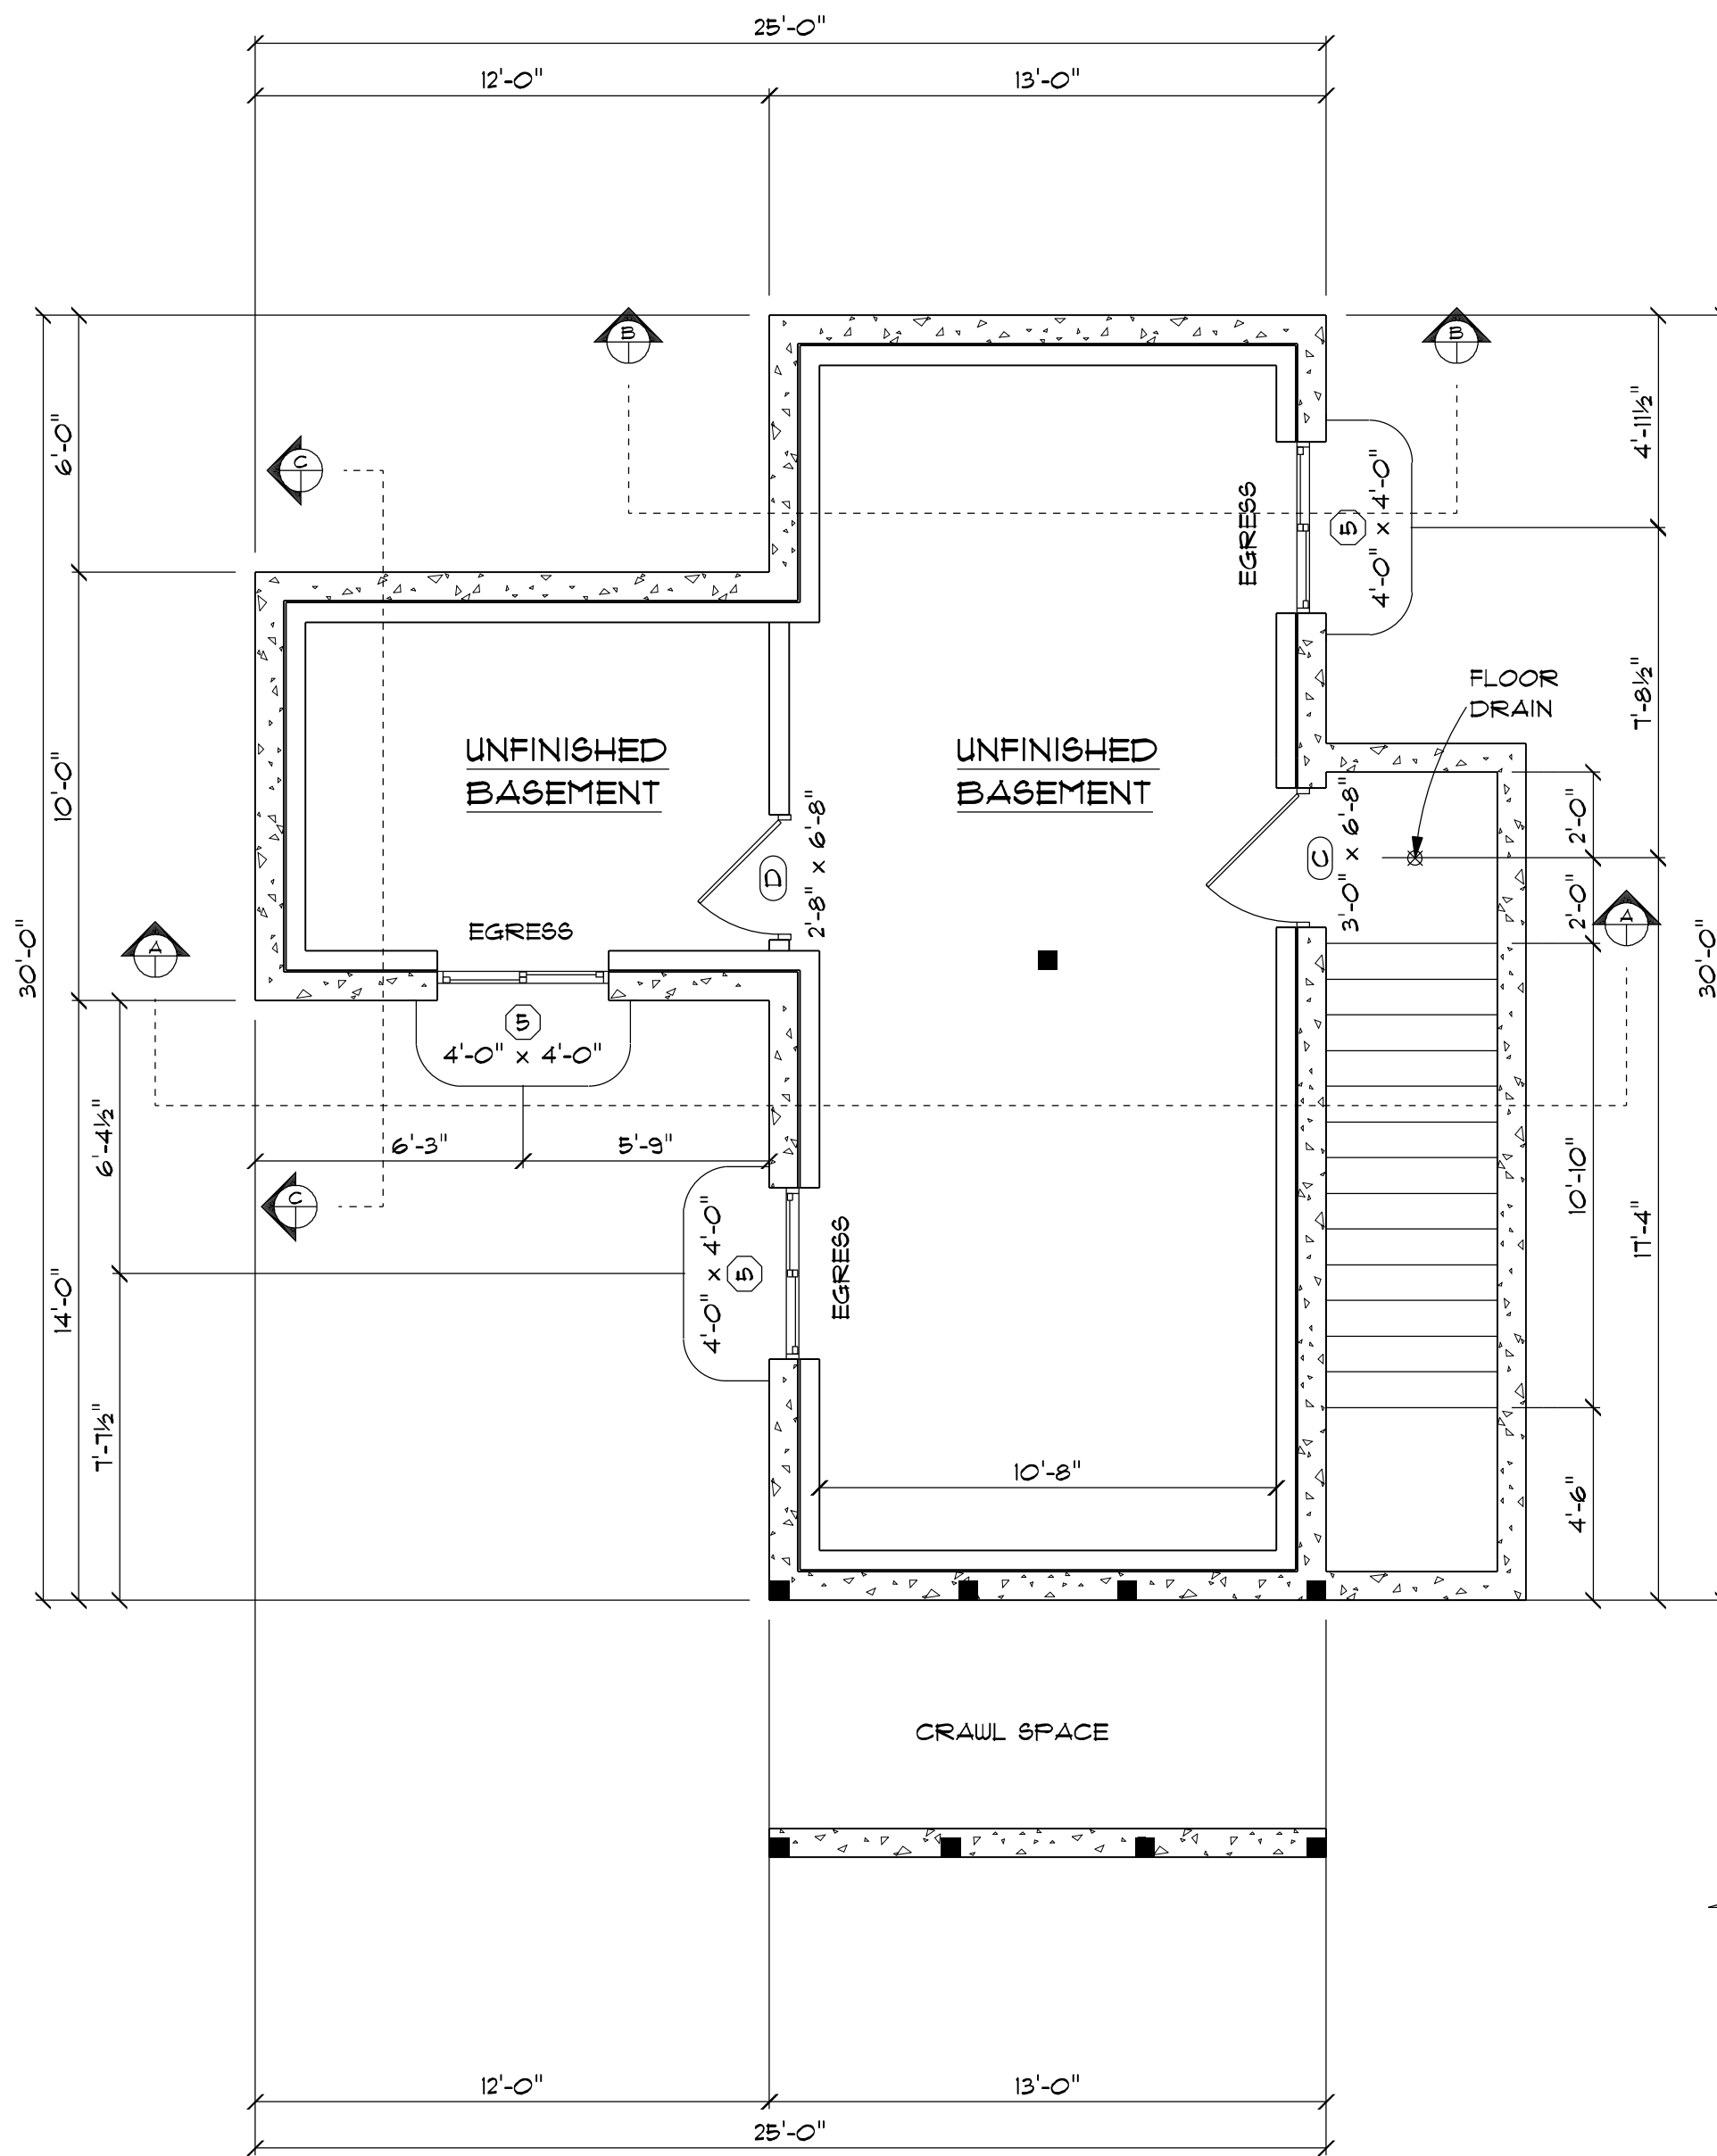 25'-0"
12'-0"
13'-0"
B
B
6'-0"
C
4'-11½"
EGRESS
5
4'-0" x 4'-0"
FLOOR
DRAIN
7'-8½"
UNFINISHED
BASEMENT
UNFINISHED
BASEMENT
10'-0"
2'-0"
D
2'-8" x 6'-8"
C
3'-0" x 6'-8"
2'-0"
A
A
30'-0"
30'-0"
EGRESS
5
4'-0" x 4'-0"
6'-4½"
6'-3"
5'-9"
10'-10"
C
4'-0" x 4'-0"
5
EGRESS
17'-4"
14'-0"
7'-7½"
10'-8"
4'-6"
CRAWL SPACE
12'-0"
13'-0"
25'-0"